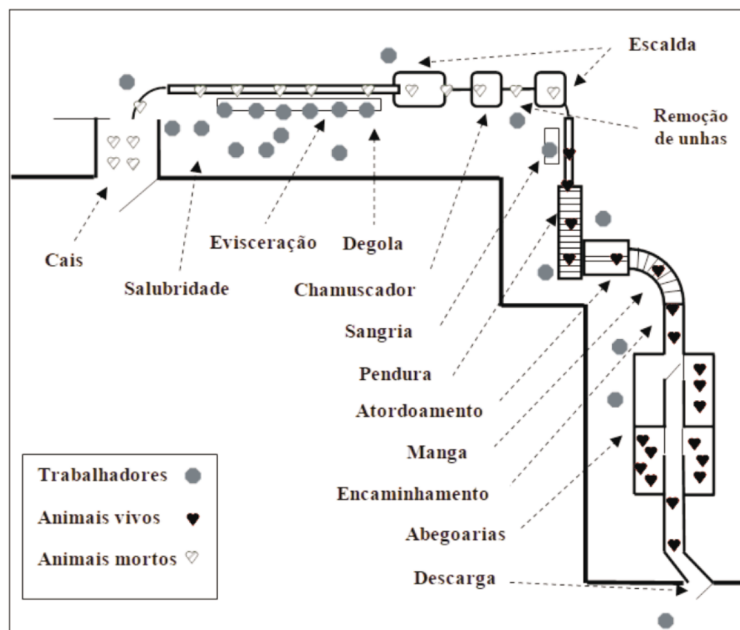 Escalda
Remoção
de unhas
Cais
Salubridade
Evisceração
Degola
Chamuscador
Sangria
Pendura
Atordoamento
Manga
Encaminhamento
Abegoarias
Descarga
Trabalhadores
Animais vivos
Animais mortos